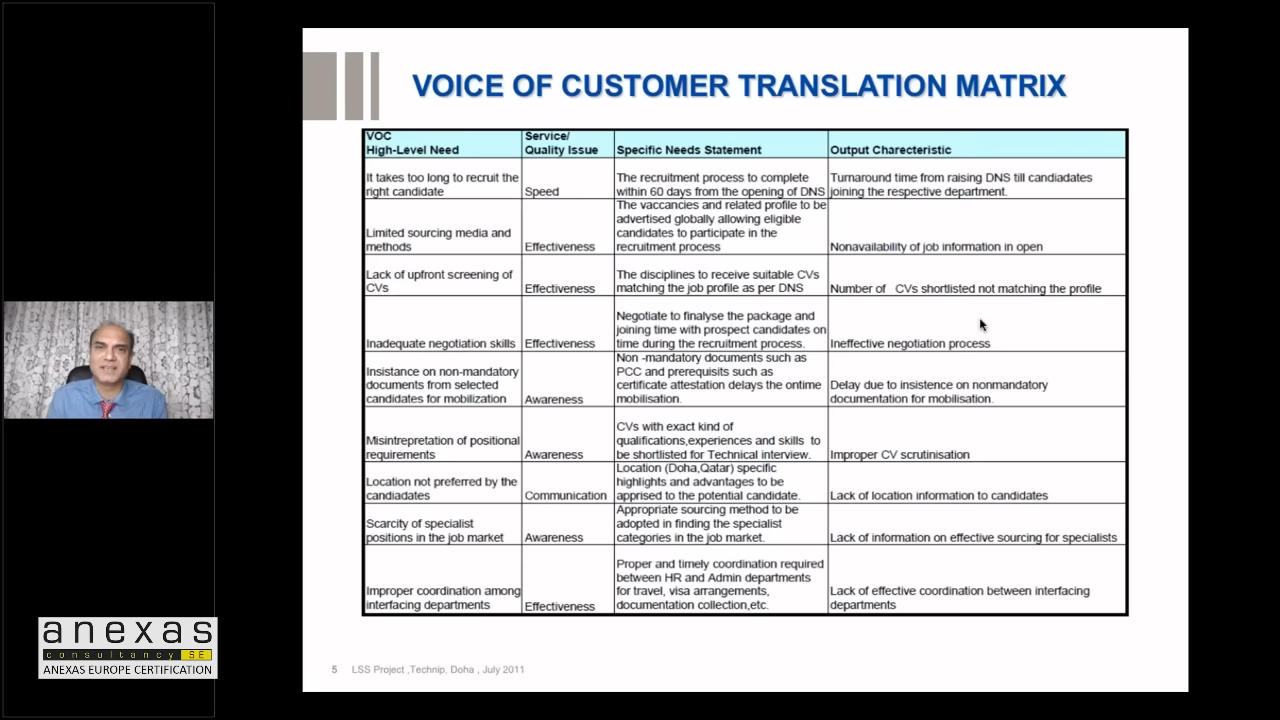 VOICE OF CUSTOMER TRANSLATION MATRIX
VOC
High-Level Need
Service/
Quality Issue
Specific Needs Statement
Output Charecteristic
It takes too long to recruit the
right candidate
Speed
The recruitment process to complete
within 60 days from the opening of DNS
Turnaround time from raising DNS till candiadates
joining the respective department.
Limited sourcing media and
methods
Effectiveness
The vaccancies and related profile to be
advertised globally allowing eligible
candidates to participate in the
recruitment process
Nonavailability of job information in open
Lack of upfront screening of
CVs
Effectiveness
The disciplines to receive suitable CVs
matching the job profile as per DNS
Number of CVs shortlisted not matching the profile
Inadequate negotiation skills
Effectiveness
Negotiate to finalyse the package and
joining time with prospect candidates on
time during the recruitment process.
Ineffective negotiation process
Insistance on non-mandatory
documents from selected
candidates for mobilization
Awareness
Non -mandatory documents such as
PCC and prerequisits such as
certificate attestation delays the ontime
mobilisation.
Delay due to insistence on nonmandatory
documentation for mobilisation.
Misintrepretation of positional
requirements
Awareness
CVs with exact kind of
qualifications,experiences and skills to
be shortlisted for Technical interview.
Improper CV scrutinisation
Location not preferred by the
candiadates
Communication
Location (Doha,Qatar) specific
highlights and advantages to be
apprised to the potential candidate.
Lack of location information to candidates
Scarcity of specialist
positions in the job market
Awareness
Appropriate sourcing method to be
adopted in finding the specialist
categories in the job market.
Lack of information on effective sourcing for specialists
Improper coordination among
interfacing departments
Effectiveness
Proper and timely coordination required
between HR and Admin departments
for travel, visa arrangements,
documentation collection,etc.
Lack of effective coordination between interfacing
departments
5 LSS Project ,Technip, Doha , July 2011
anexas
consultancy SE
ANEXAS EUROPE CERTIFICATION